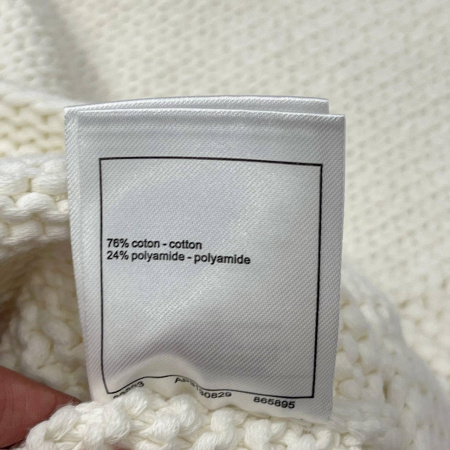 76% coton - cotton
24% polyamide - polyamide
865895